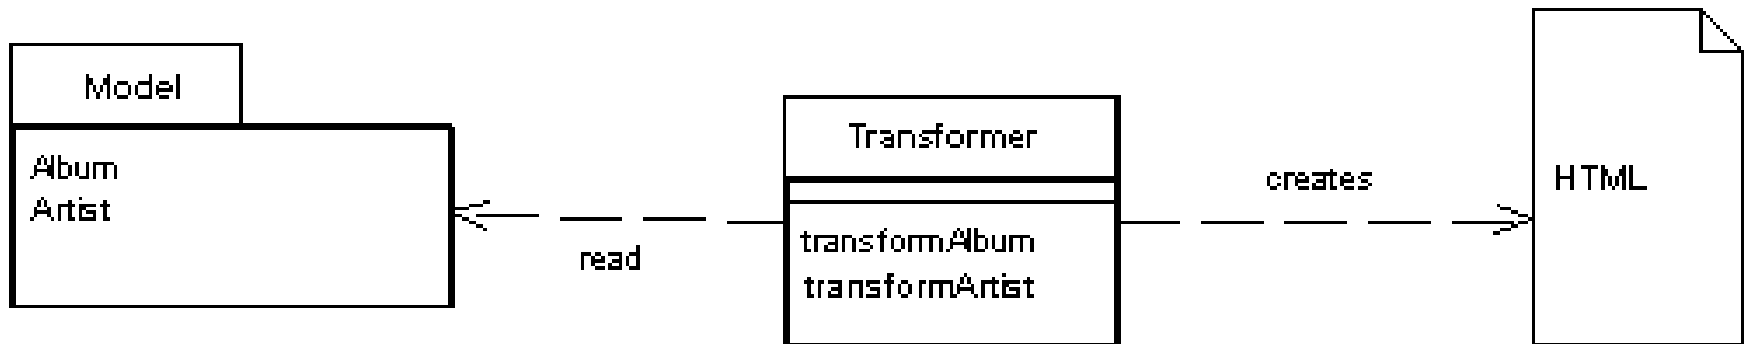 Model
Album
Artist
read
Transformer
transformAlbum
transformArtist
creates
HTML